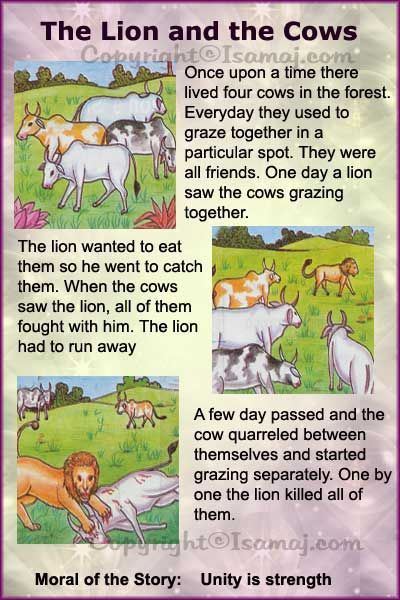 The Lion and the Cows
Copyright©Isamaj.com
Once upon a time there
lived four cows in the forest.
Everyday they used to
graze together in a
particular spot. They were
all friends. One day a lion
saw the cows grazing
together.
The lion wanted to eat
them so he went to catch
them. When the cows
saw the lion, all of them
fought with him. The lion
had to run away
A few day passed and the
cow quarreled between
themselves and started
grazing separately. One by
one the lion killed all of
them.
Copyright©Isamaj.com
Moral of the Story: Unity is strength